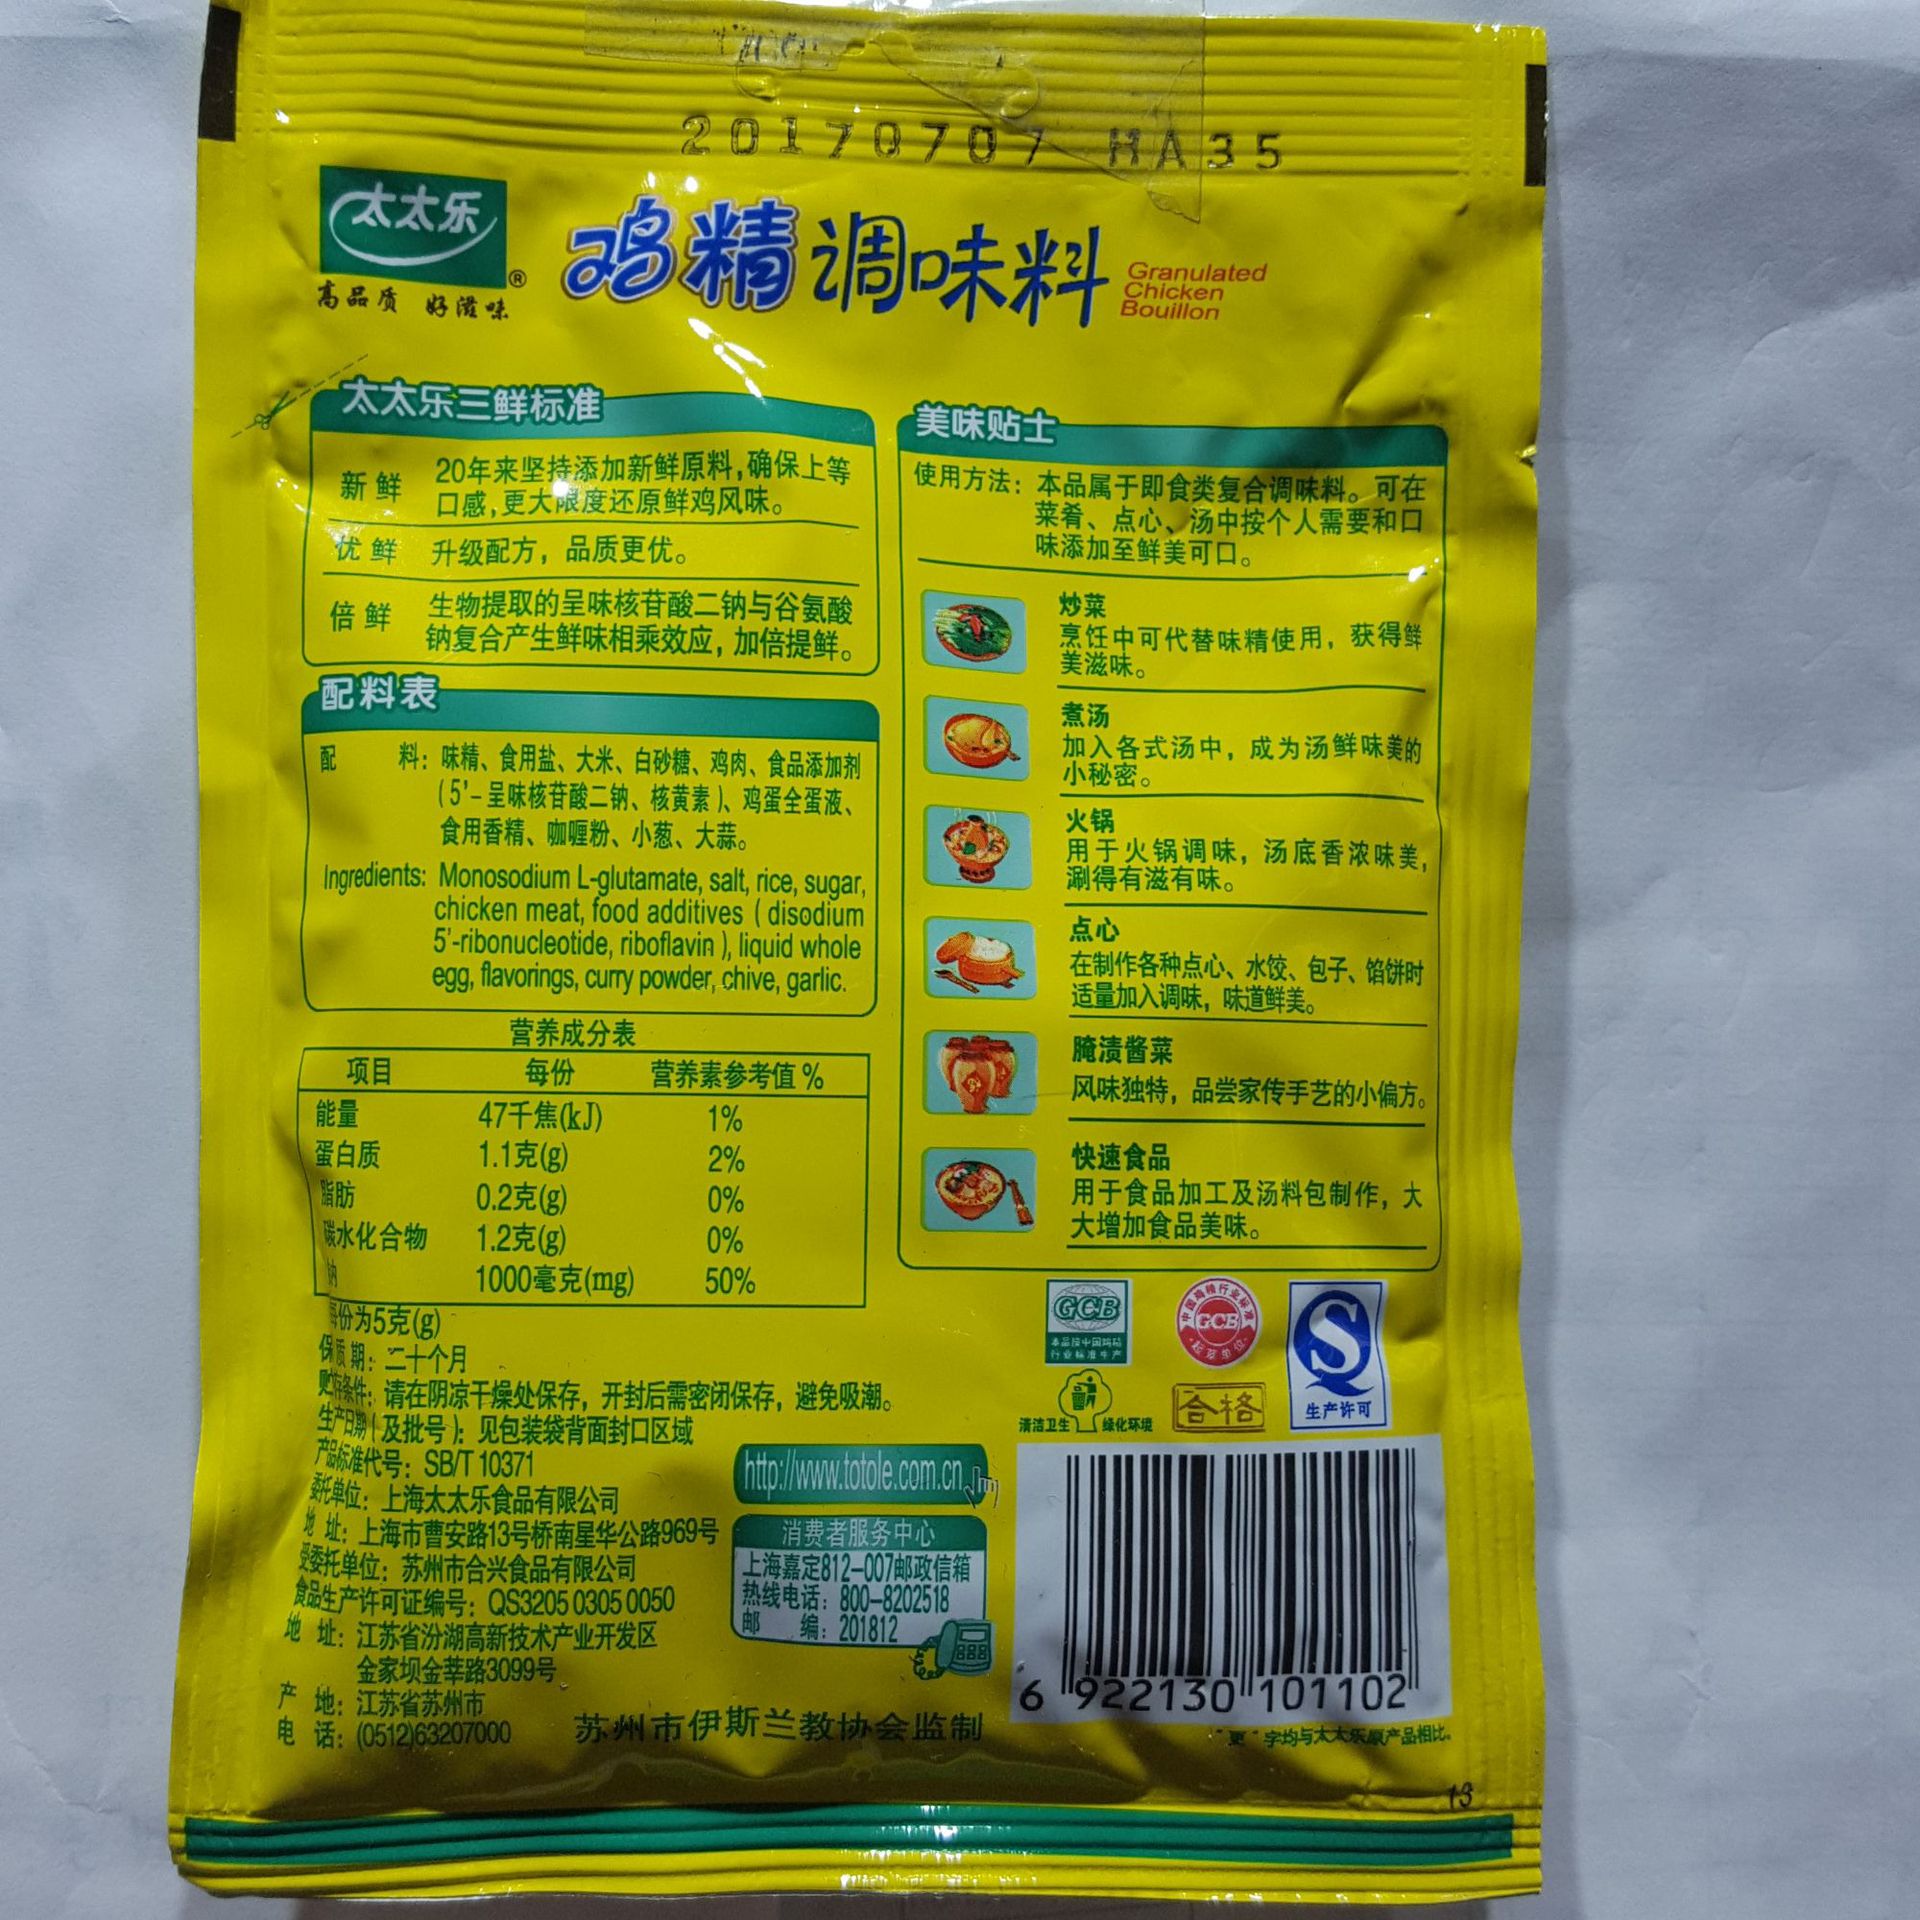 20170707 HA35
太太乐
®
高品质 好滋味
鸡精调味料
Granulated
Chicken
Bouillon
太太乐三鲜标准
新鲜 20年来坚持添加新鲜原料,确保上等
口感,更大限度还原鲜鸡风味。
优鲜 升级配方，品质更优。
倍鲜 生物提取的呈味核苷酸二钠与谷氨酸
钠复合产生鲜味相乘效应，加倍提鲜。
配料表
配 料：味精、食用盐、大米、白砂糖、鸡肉、食品添加剂
(5'-呈味核苷酸二钠、核黄素)、鸡蛋全蛋液、
食用香精、咖喱粉、小葱、大蒜。
Ingredients: Monosodium L-glutamate, salt, rice, sugar,
chicken meat, food additives ( disodium
5'-ribonucleotide, riboflavin ), liquid whole
egg, flavorings, curry powder, chive, garlic.
营养成分表
项目 每份 营养素参考值 %
能量 47千焦(kJ) 1%
蛋白质 1.1克(g) 2%
脂肪 0.2克(g) 0%
碳水化合物 1.2克(g) 0%
钠 1000毫克(mg) 50%
每份为5克(g)
保质期：二十个月
贮存条件：请在阴凉干燥处保存，开封后需密闭保存，避免吸潮。
生产日期(及批号)：见包装袋背面封口区域
产品标准代号：SB/T 10371
委托单位：上海太太乐食品有限公司
地 址：上海市曹安路13号桥南星华公路969号
受委托单位：苏州市合兴食品有限公司
食品生产许可证编号：QS3205 0305 0050
地 址：江苏省汾湖高新技术产业开发区
金家坝金莘路3099号
产 地：江苏省苏州市
电 话：(0512)63207000
苏州市伊斯兰教协会监制
美味贴士
使用方法：本品属于即食类复合调味料。可在
菜肴、点心、汤中按个人需要和口
味添加至鲜美可口。
炒菜
烹饪中可代替味精使用，获得鲜
美滋味。
煮汤
加入各式汤中，成为汤鲜味美的
小秘密。
火锅
用于火锅调味，汤底香浓味美，
涮得有滋有味。
点心
在制作各种点心、水饺、包子、馅饼时
适量加入调味，味道鲜美。
腌渍酱菜
风味独特，品尝家传手艺的小偏方。
快速食品
用于食品加工及汤料包制作，大
大增加食品美味。
GCB
本品按中国鸡精
行业标准生产
中国鸡精行业标准
GCB
起草单位
S
生产许可
清洁卫生 绿化环境
合格
http://www.totole.com.cn
消费者服务中心
上海嘉定812-007邮政信箱
热线电话：800-8202518
邮 编：201812
6 922130 101102
"更"字均与太太乐原产品相比。
13